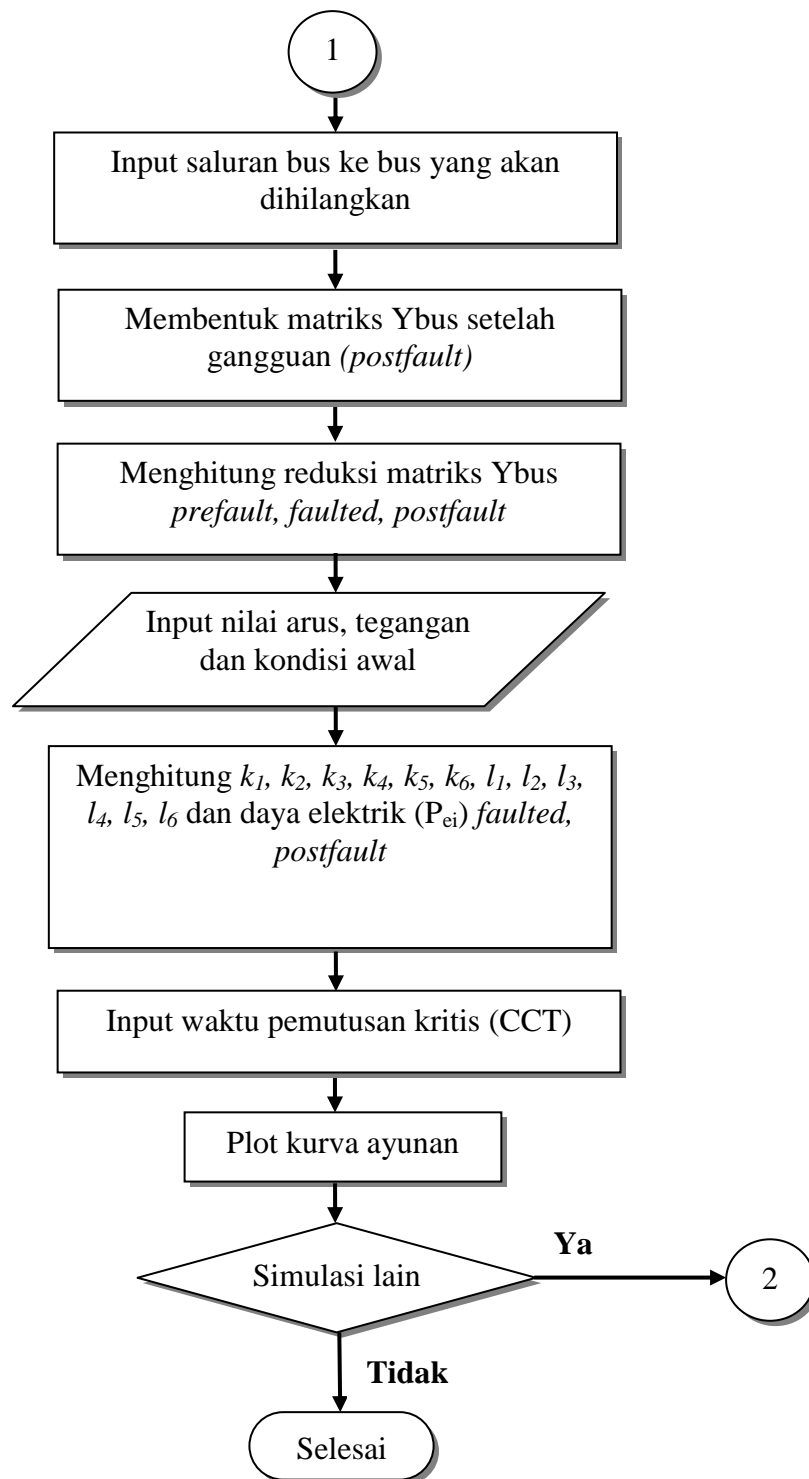 1
Input saluran bus ke bus yang akan
dihilangkan
Membentuk matriks Ybus setelah
gangguan (postfault)
Menghitung reduksi matriks Ybus
prefault, faulted, postfault
Input nilai arus, tegangan
dan kondisi awal
Menghitung k1, k2, k3, k4, k5, k6, l1, l2, l3,
l4, l5, l6 dan daya elektrik (Pei) faulted,
postfault
Input waktu pemutusan kritis (CCT)
Plot kurva ayunan
Ya
Simulasi lain
2
Tidak
Selesai